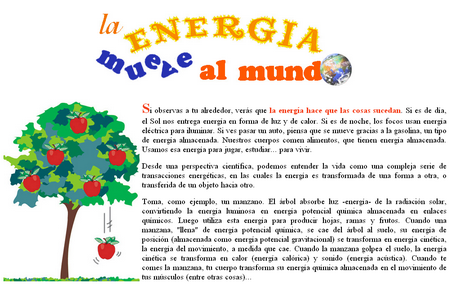 la ENERGIA
mueve al mundo
Si observas a tu alrededor, verás que la energía hace que las cosas sucedan. Si es de día,
el Sol nos entrega energía en forma de luz y de calor. Si es de noche, los focos usan energía
eléctrica para iluminar. Si ves pasar un auto, piensa que se mueve gracias a la gasolina, un tipo
de energía almacenada. Nuestros cuerpos comen alimentos, que tienen energía almacenada.
Usamos esa energía para jugar, estudiar... para vivir.
Desde una perspectiva científica, podemos entender la vida como una compleja serie de
transacciones energéticas, en las cuales la energía es transformada de una forma a otra, o
transferida de un objeto hacia otro.
Toma, como ejemplo, un manzano. El árbol absorbe luz -energía- de la radiación solar,
convirtiendo la energía luminosa en energía potencial química almacenada en enlaces
químicos. Luego utiliza esta energía para producir hojas, ramas y frutos. Cuando una
manzana, "llena" de energía potencial química, se cae del árbol al suelo, su energía de
posición (almacenada como energía potencial gravitacional) se transforma en energía cinética,
la energía del movimiento, a medida que cae. Cuando la manzana golpea el suelo, la energía
cinética se transforma en calor (energía calórica) y sonido (energía acústica). Cuando te
comes la manzana, tu cuerpo transforma su energía química almacenada en el movimiento de
tus músculos (entre otras cosas)...